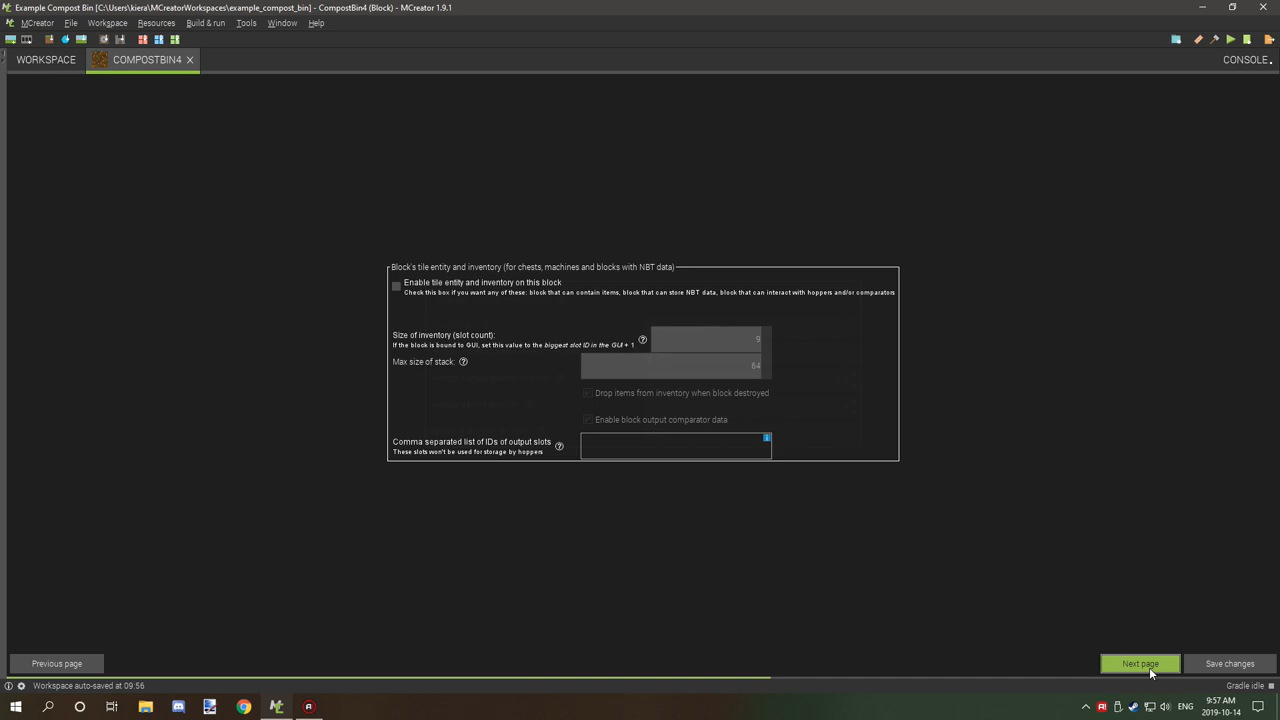 Example Compost Bin [C:\Users\kiera\MCreatorWorkspaces\example_compost_bin] - CompostBin4 (Block) - MCreator 1.9.1
MCreator File Workspace Resources Build & run Tools Window Help
WORKSPACE COMPOSTBIN4 X CONSOLE
Block's tile entity and inventory (for chests, machines and blocks with NBT data)
Enable tile entity and inventory on this block
Check this box if you want any of these: block that can contain items, block that can store NBT data, block that can interact with hoppers and/or comparators
Size of inventory (slot count): 9
If the block is bound to GUI, set this value to the biggest slot ID in the GUI + 1
Max size of stack: 64
Drop items from inventory when block destroyed
Enable block output comparator data
Comma separated list of IDs of output slots
These slots won't be used for storage by hoppers
Previous page Next page Save changes
Workspace auto-saved at 09:56 Gradle idle
ENG 9:57 AM
2019-10-14